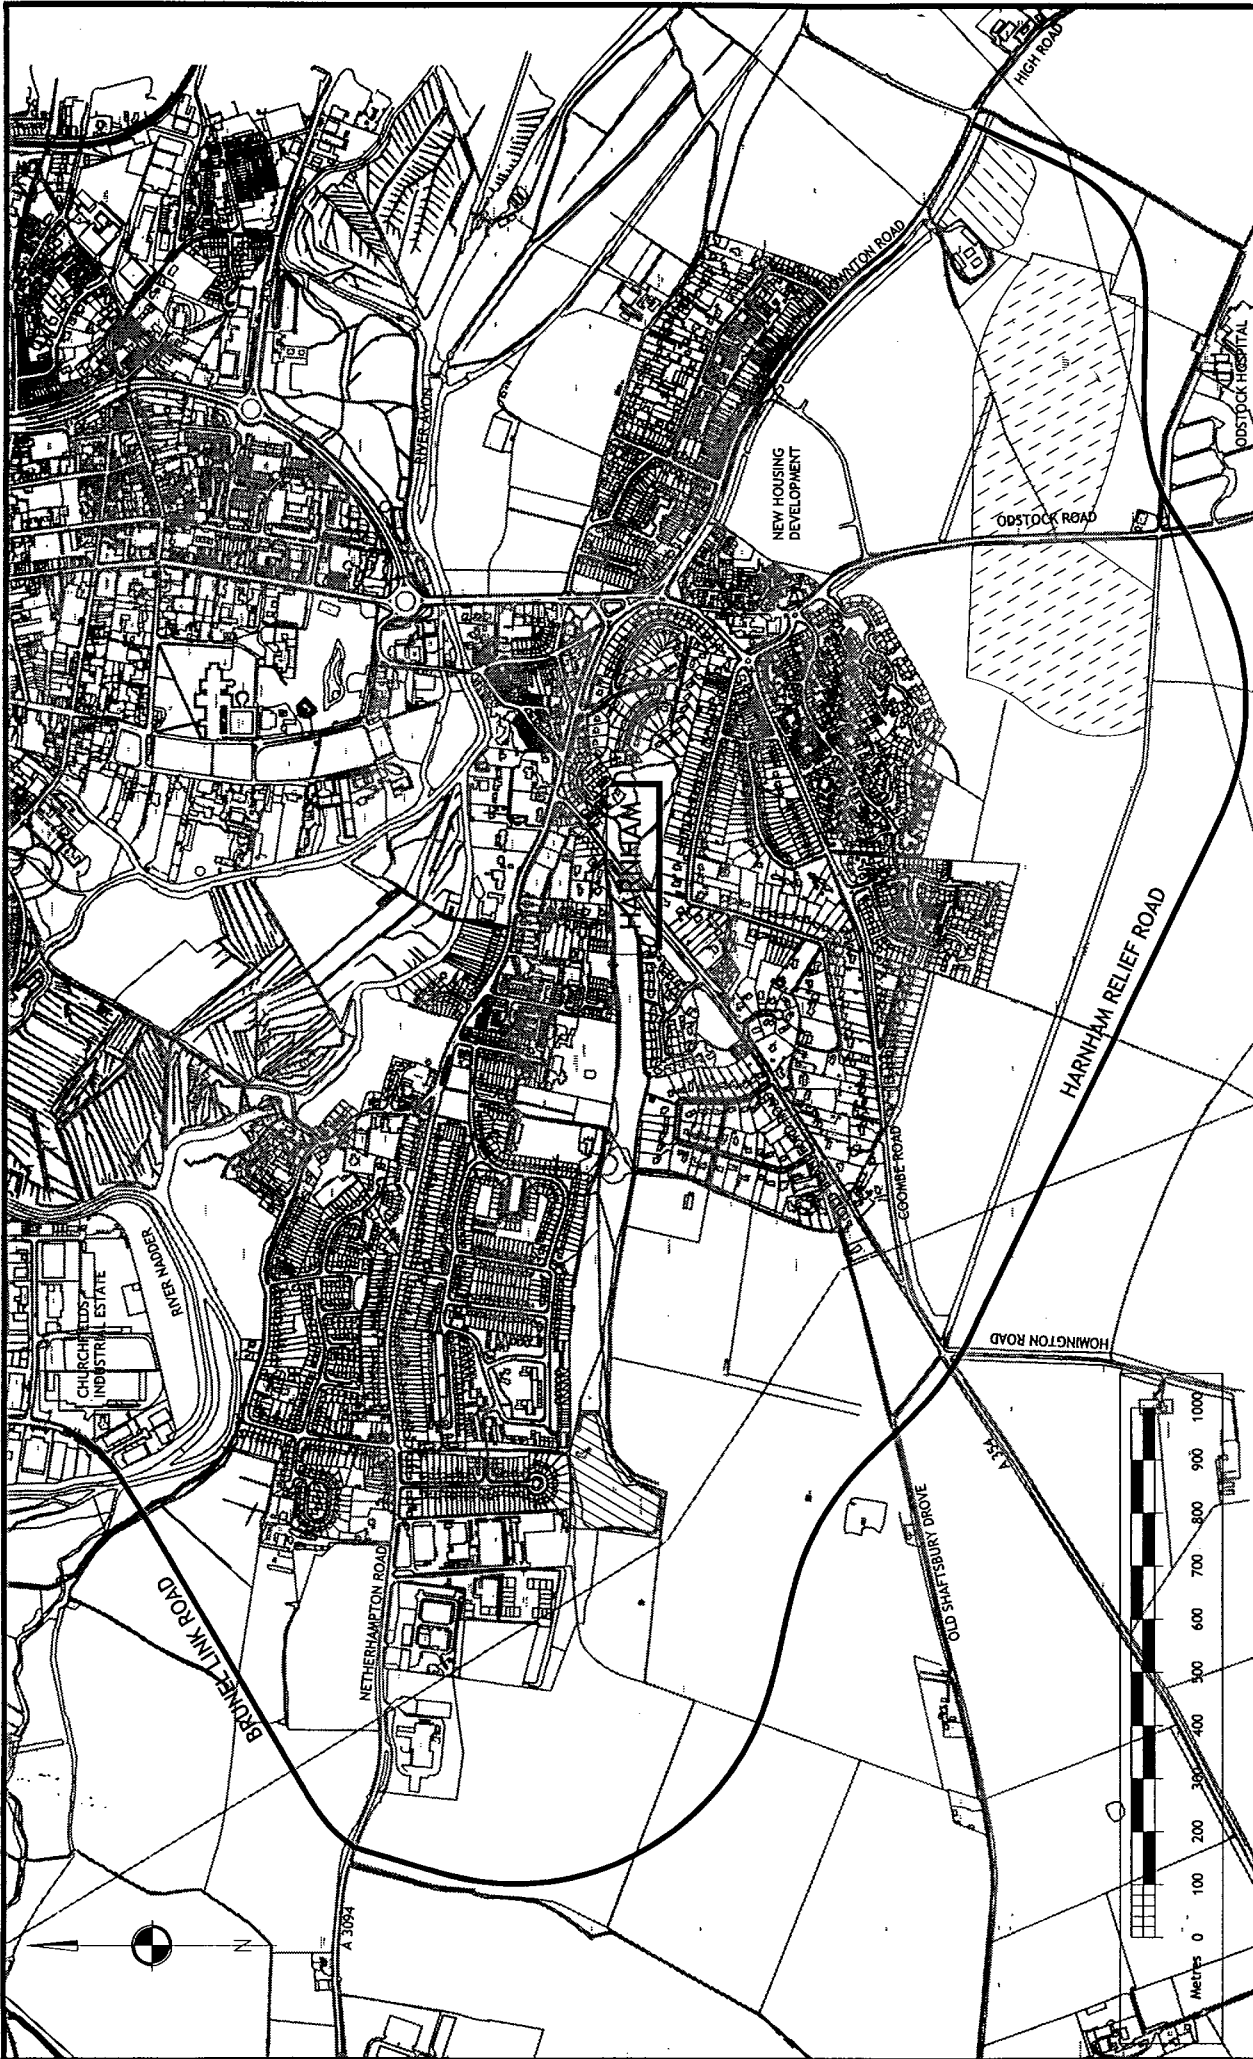 HIGH ROAD
DOWNTON ROAD
RIVER AVON
ODSTOCK HOSPITAL
NEW HOUSING
DEVELOPMENT
ODSTOCK ROAD
HARNHAM
HARNHAM RELIEF ROAD
COOMBE ROAD
RIVER NADDER
CHURCHFIELDS
INDUSTRIAL ESTATE
HOMINGTON ROAD
A 354
OLD SHAFTSBURY DROVE
NETHERHAMPTON ROAD
BRUNEL LINK ROAD
A 3094
N
Metres 0 100 200 300 400 500 600 700 800 900 1000